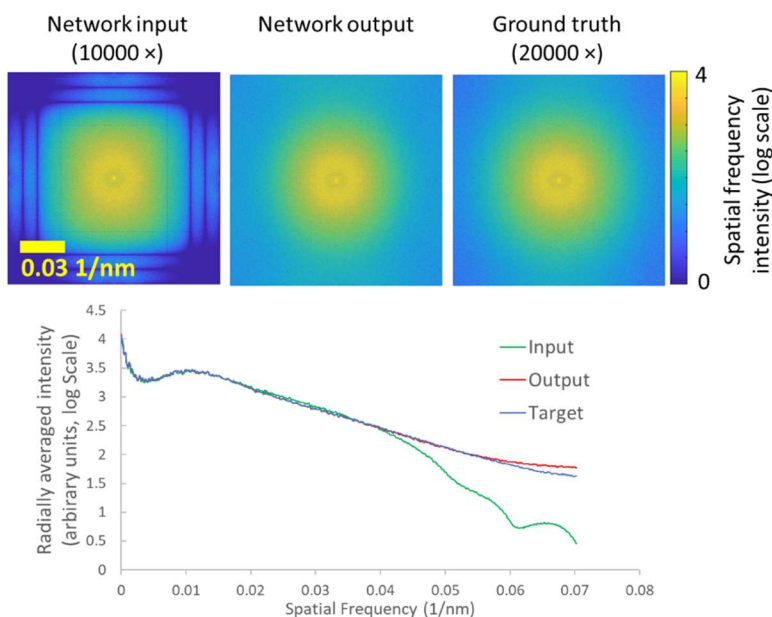 Network input
(10000 ×)
Network output
Ground truth
(20000 ×)
0.03 1/nm
4
0
Spatial frequency
intensity (log scale)
4.5
4
3.5
3
2.5
2
1.5
1
0.5
0
Radially averaged intensity
(arbirary units, log Scale)
Input
Output
Target
0
0.01
0.02
0.03
0.04
0.05
0.06
0.07
0.08
Spatial Frequency (1/nm)